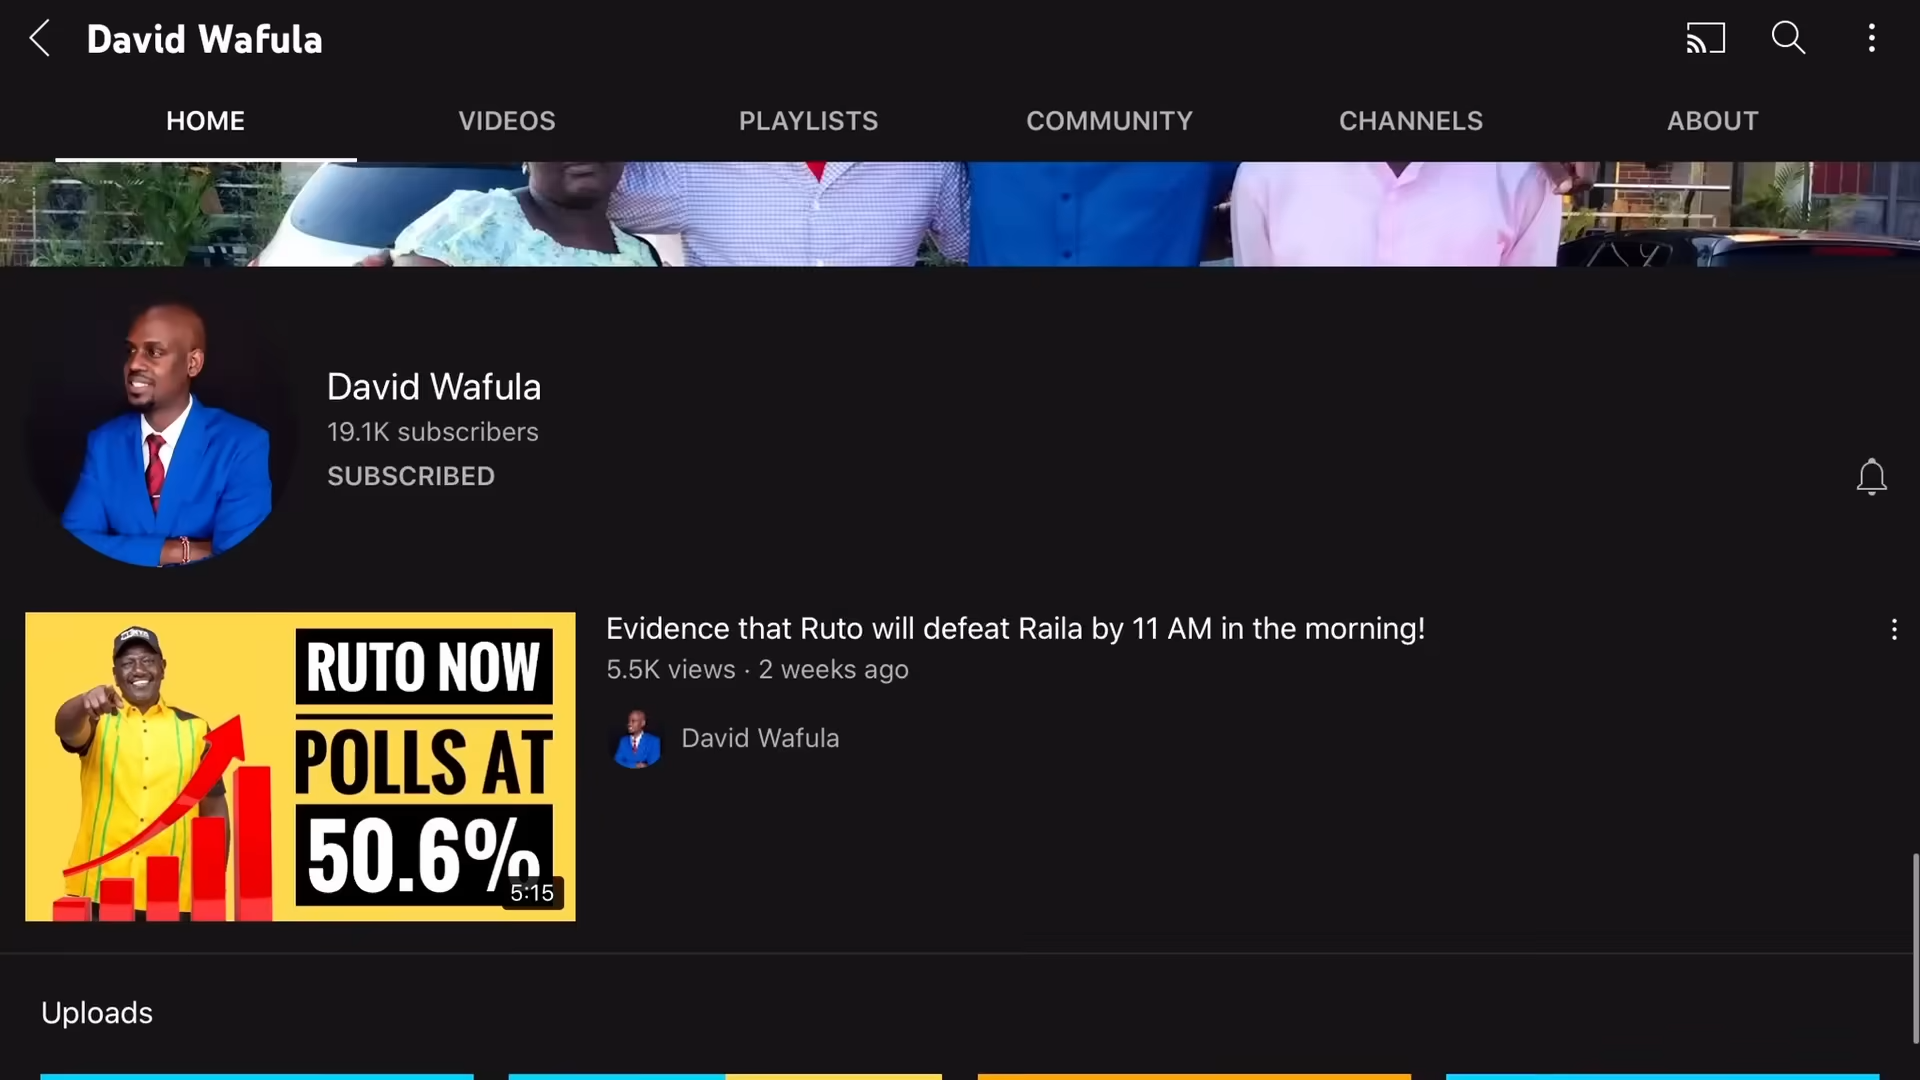 David Wafula
HOME
VIDEOS
PLAYLISTS
COMMUNITY
CHANNELS
ABOUT
David Wafula
19.1K subscribers
SUBSCRIBED
RUTO NOW
POLLS AT
50.6%
5:15
Evidence that Ruto will defeat Raila by 11 AM in the morning!
5.5K views · 2 weeks ago
David Wafula
Uploads